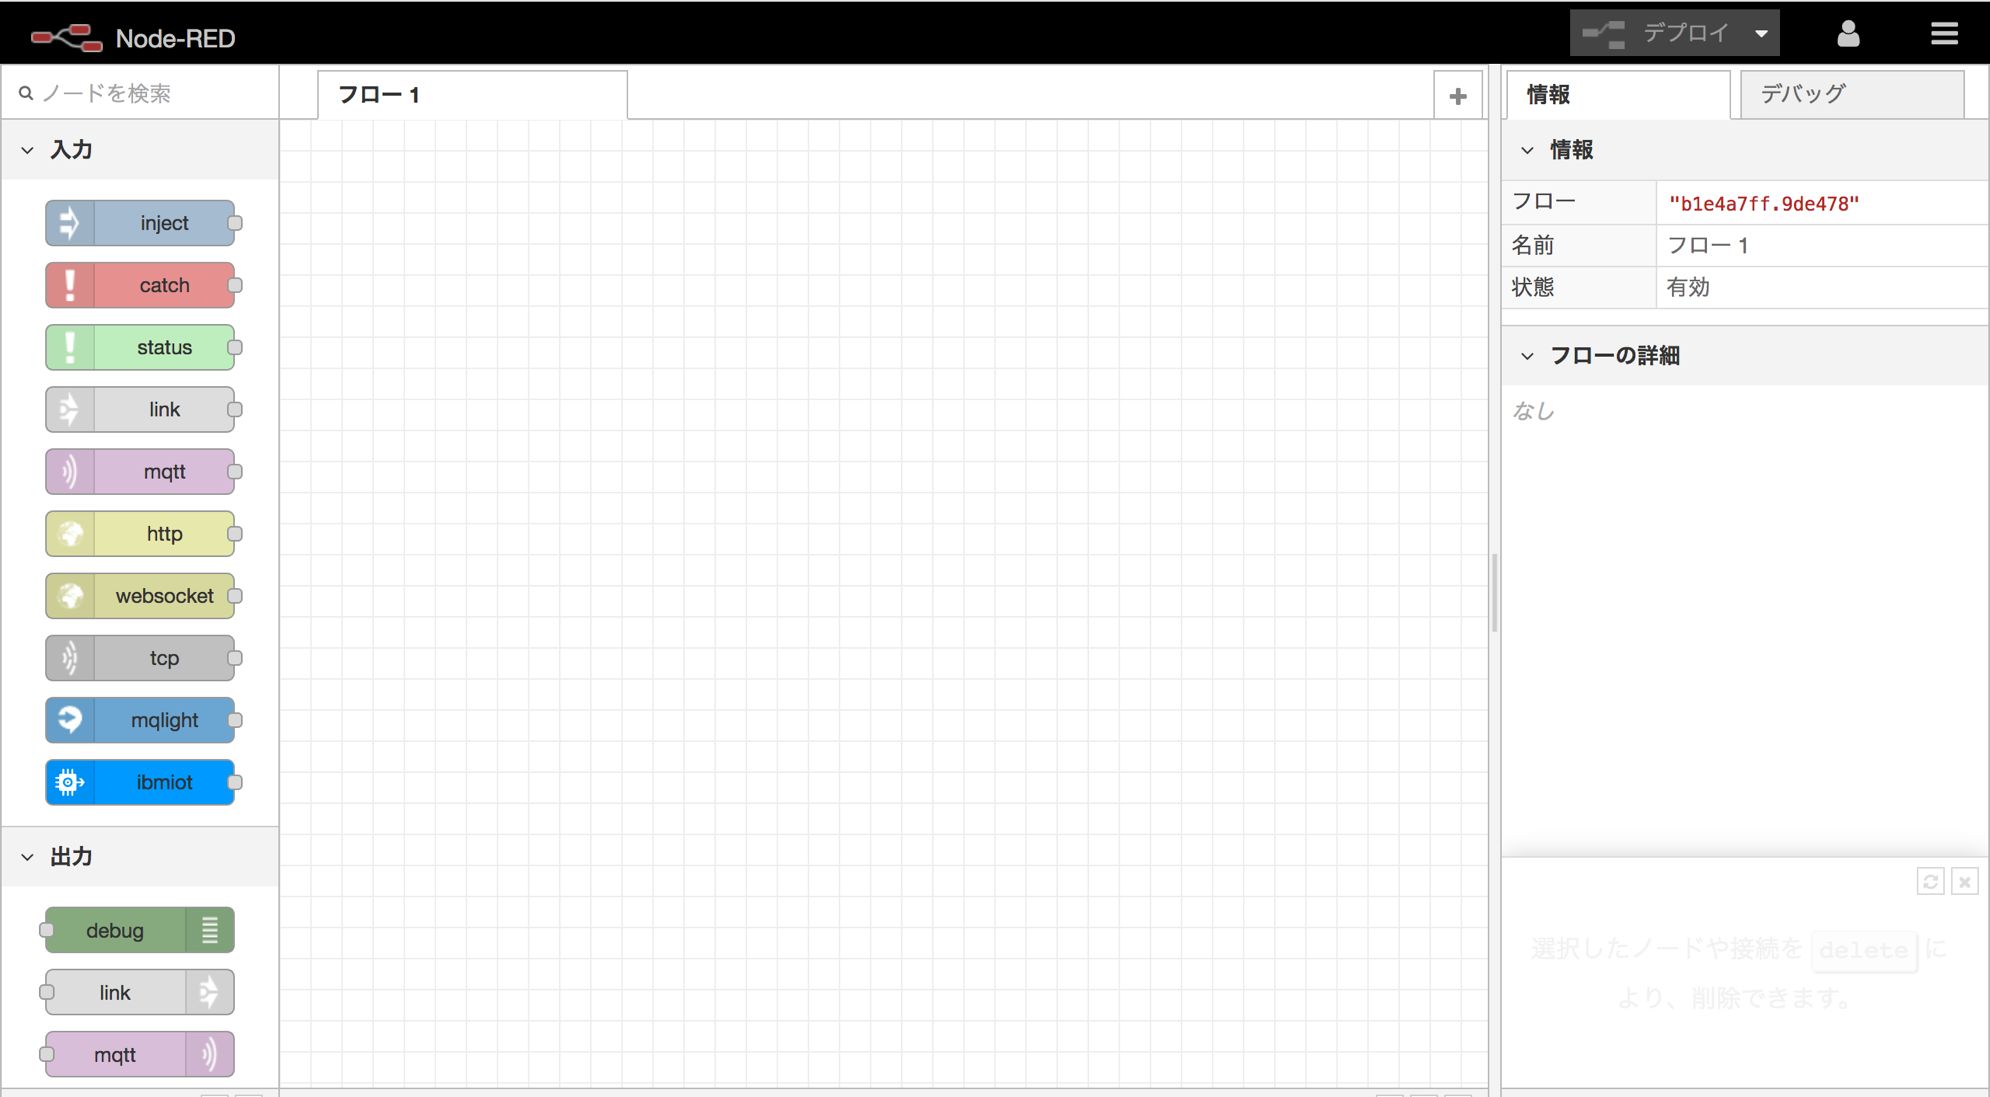 Node-RED
デプロイ
ノードを検索
フロー 1
情報
デバッグ
入力
inject
catch
status
link
mqtt
http
websocket
tcp
mqlight
ibmiot
出力
debug
link
mqtt
情報
フロー "b1e4a7ff.9de478"
名前 フロー 1
状態 有効
フローの詳細
なし
選択したノードや接続を delete に
より、削除できます。